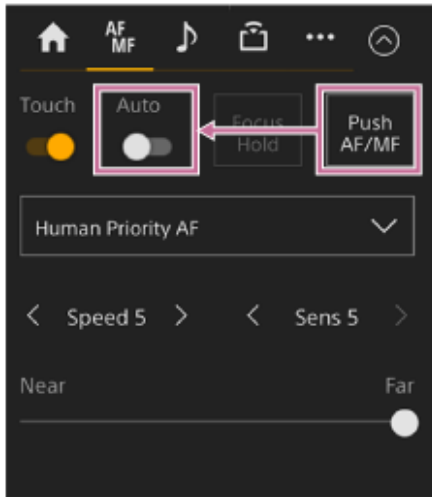 AF
MF
Touch
Auto
Focus
Hold
Push
AF/MF
Human Priority AF
Speed 5
Sens 5
Near
Far